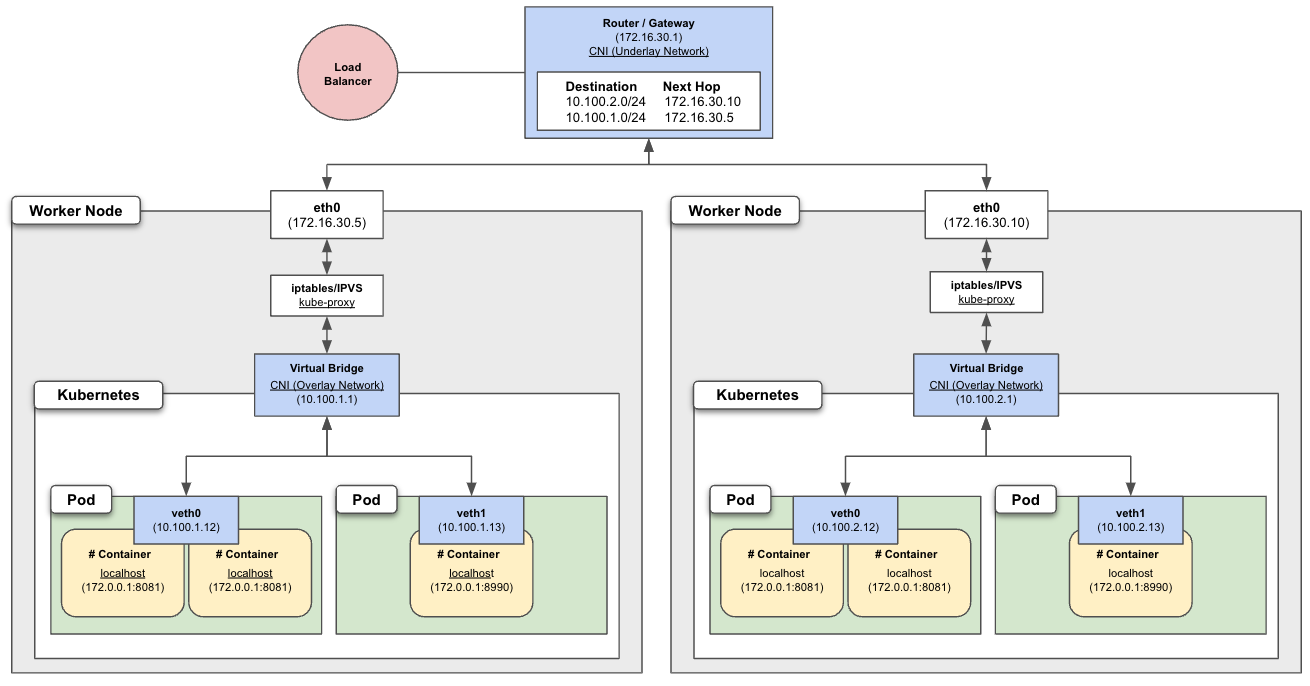 Router / Gateway
(172.16.30.1)
CNI (Underlay Network)
Load
Balancer
Destination Next Hop
10.100.2.0/24 172.16.30.10
10.100.1.0/24 172.16.30.5
Worker Node
eth0
(172.16.30.5)
iptables/IPVS
kube-proxy
Virtual Bridge
CNI (Overlay Network)
(10.100.1.1)
Kubernetes
Pod
veth0
(10.100.1.12)
# Container
localhost
(172.0.0.1:8081)
# Container
localhost
(172.0.0.1:8081)
Pod
veth1
(10.100.1.13)
# Container
localhost
(172.0.0.1:8990)
Worker Node
eth0
(172.16.30.10)
iptables/IPVS
kube-proxy
Virtual Bridge
CNI (Overlay Network)
(10.100.2.1)
Kubernetes
Pod
veth0
(10.100.2.12)
# Container
localhost
(172.0.0.1:8081)
# Container
localhost
(172.0.0.1:8081)
Pod
veth1
(10.100.2.13)
# Container
localhost
(172.0.0.1:8990)